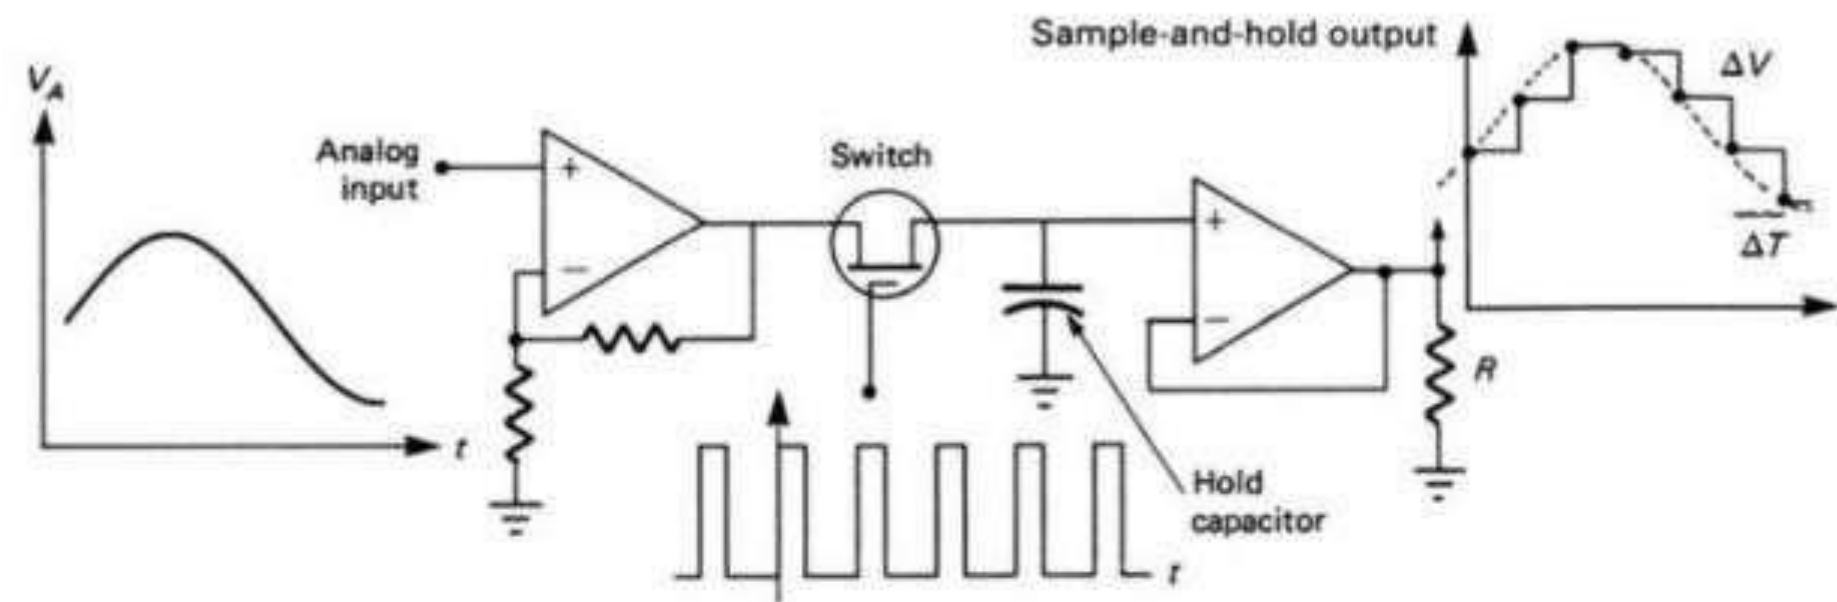 Sample-and-hold output
V_A
ΔV
Analog
input
Switch
+
−
+
−
ΔT
R
t
Hold
capacitor
t